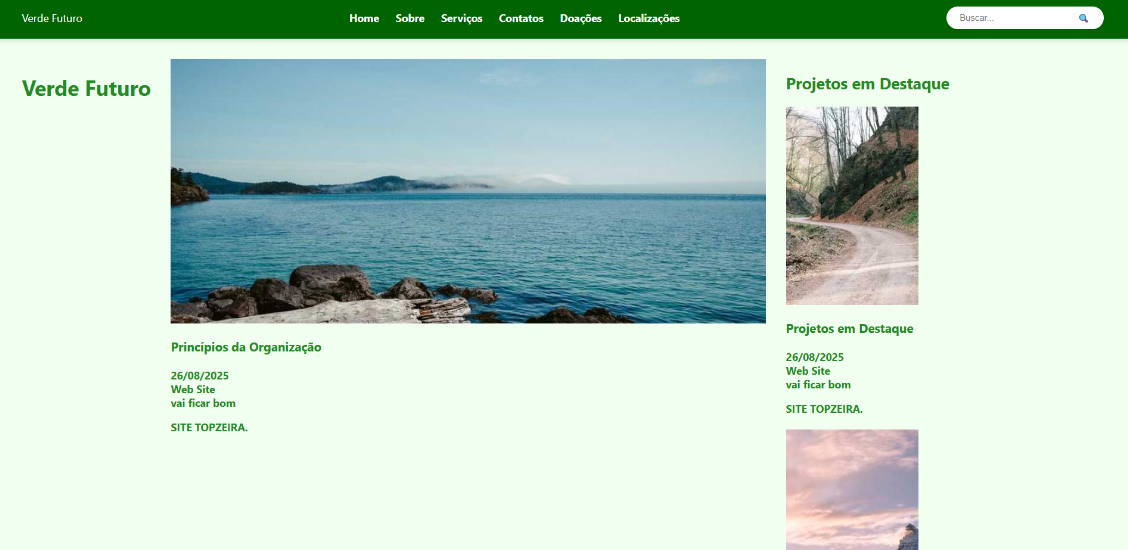 Verde Futuro
Home Sobre Serviços Contatos Doações Localizações
Buscar...
Verde Futuro
Princípios da Organização
26/08/2025
Web Site
vai ficar bom
SITE TOPZEIRA.
Projetos em Destaque
Projetos em Destaque
26/08/2025
Web Site
vai ficar bom
SITE TOPZEIRA.